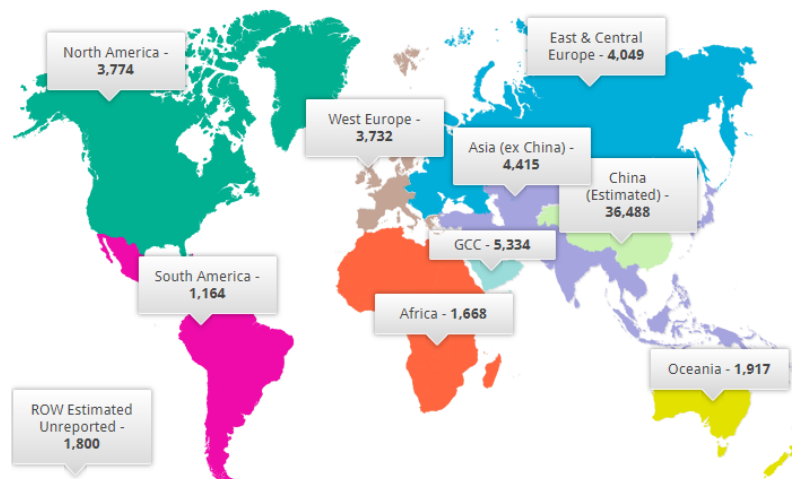 North America -
3,774
East & Central
Europe - 4,049
West Europe -
3,732
Asia (ex China) -
4,415
China
(Estimated) -
36,488
GCC - 5,334
South America -
1,164
Africa - 1,668
Oceania - 1,917
ROW Estimated
Unreported -
1,800